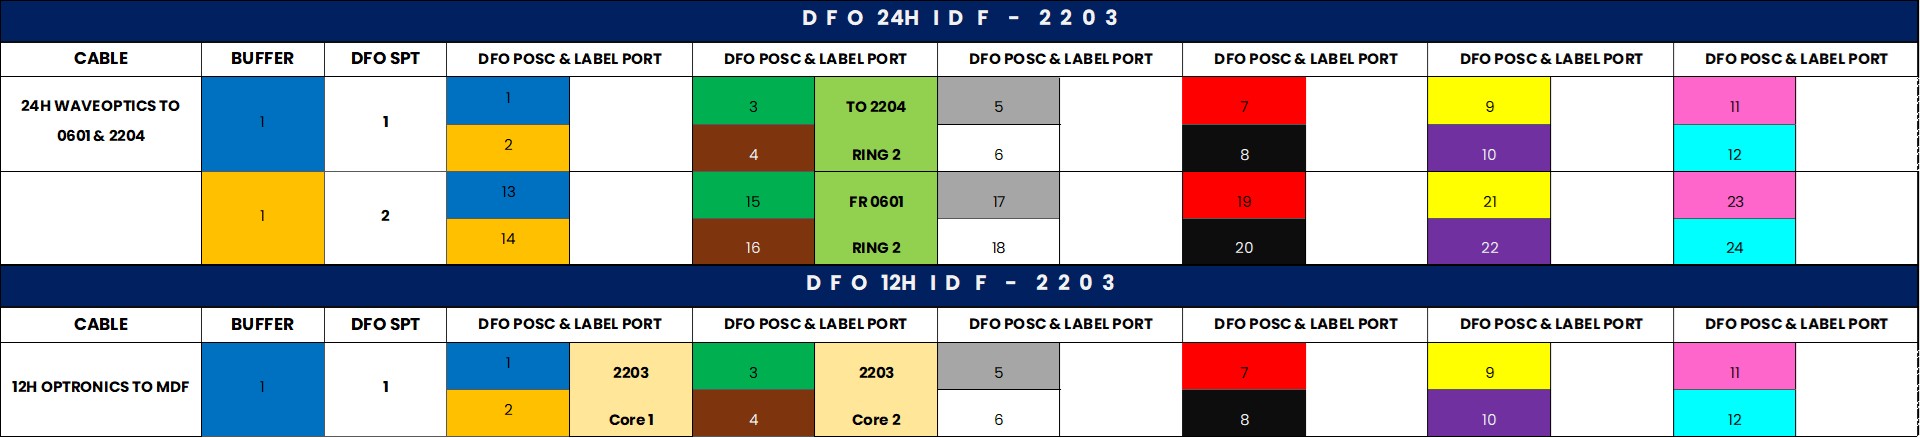 DFO 24H IDF - 2203
CABLE BUFFER DFO SPT DFO POSC & LABEL PORT DFO POSC & LABEL PORT DFO POSC & LABEL PORT DFO POSC & LABEL PORT DFO POSC & LABEL PORT DFO POSC & LABEL PORT
24H WAVEOPTICS TO 1 3 TO 2204 5 7 9 11
1 1
0601 & 2204 2 4 RING 2 6 8 10 12
13 15 FR 0601 17 19 21 23
1 2
14 16 RING 2 18 20 22 24
DFO 12H IDF - 2203
CABLE BUFFER DFO SPT DFO POSC & LABEL PORT DFO POSC & LABEL PORT DFO POSC & LABEL PORT DFO POSC & LABEL PORT DFO POSC & LABEL PORT DFO POSC & LABEL PORT
1 2203 3 2203 5 7 9 11
12H OPTRONICS TO MDF 1 1
2 Core 1 4 Core 2 6 8 10 12